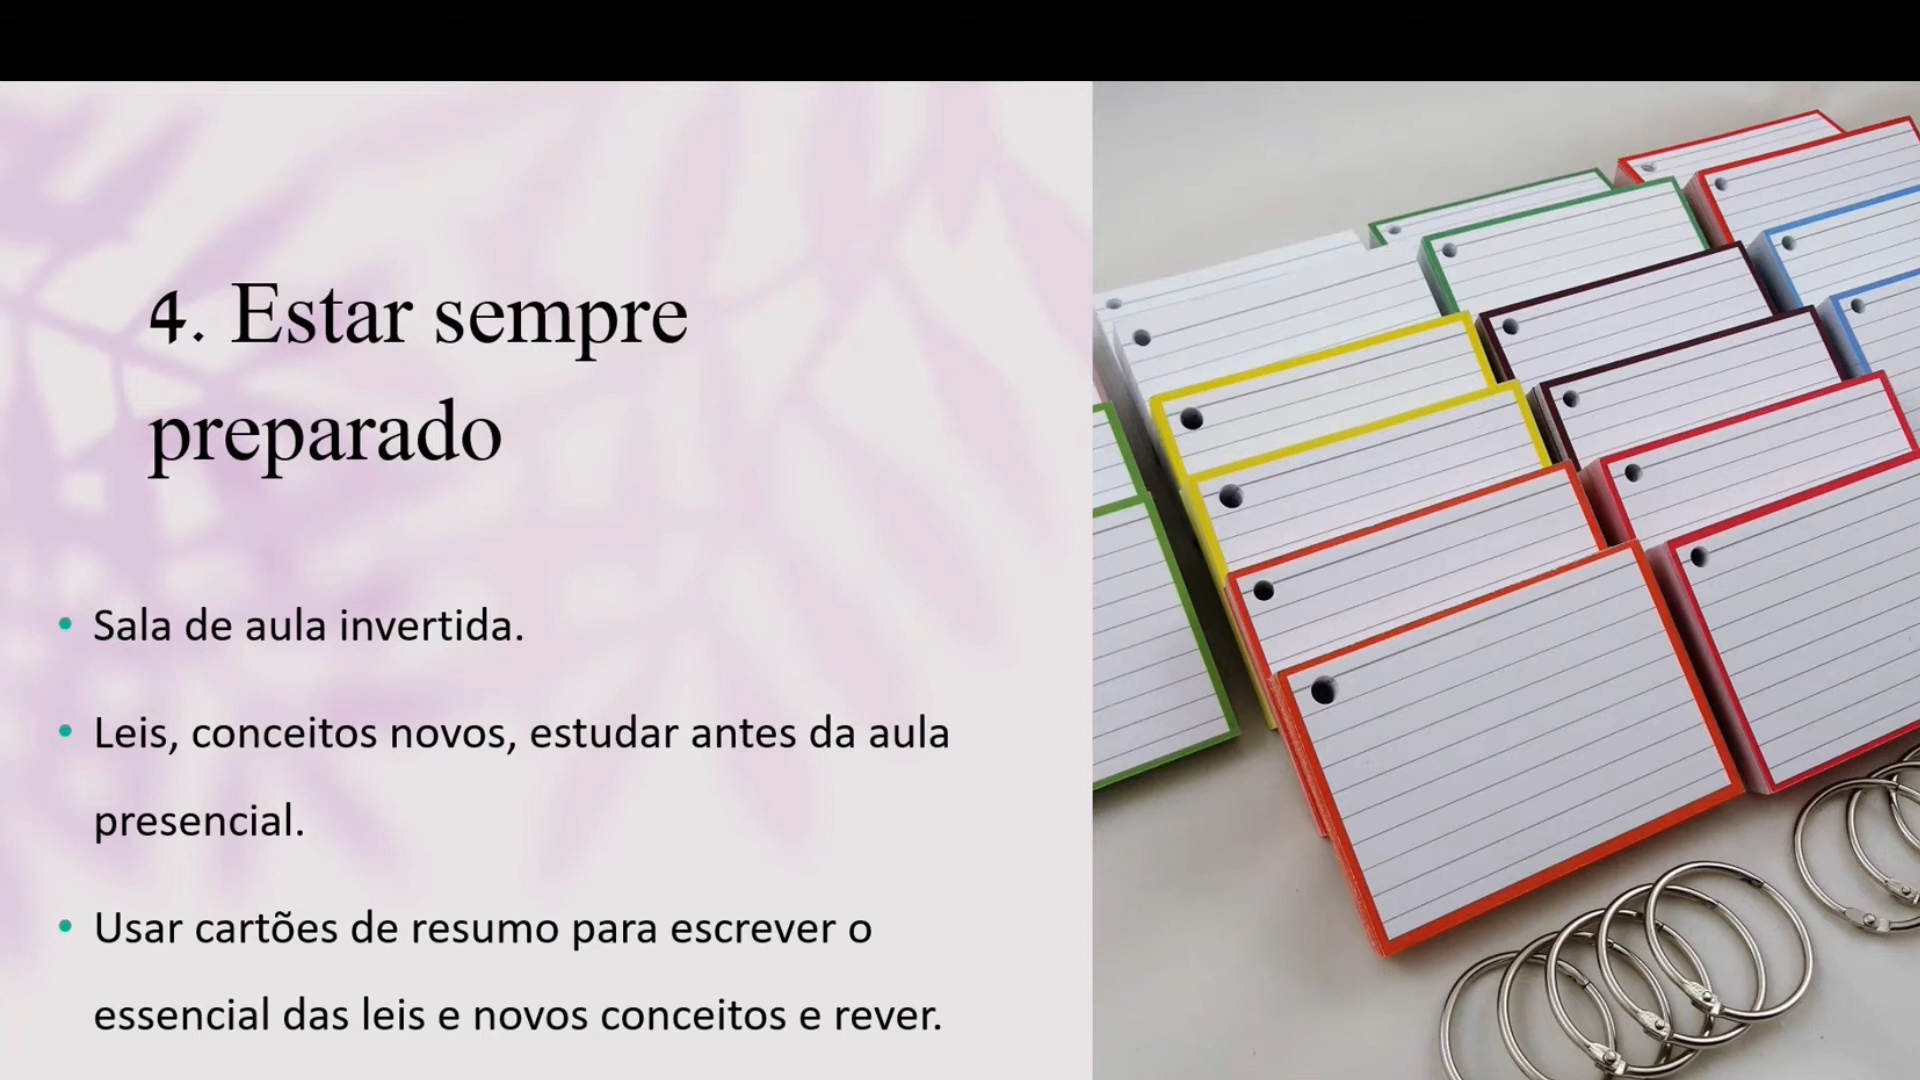 4. Estar sempre
preparado
• Sala de aula invertida.
• Leis, conceitos novos, estudar antes da aula
presencial.
• Usar cartões de resumo para escrever o
essencial das leis e novos conceitos e rever.